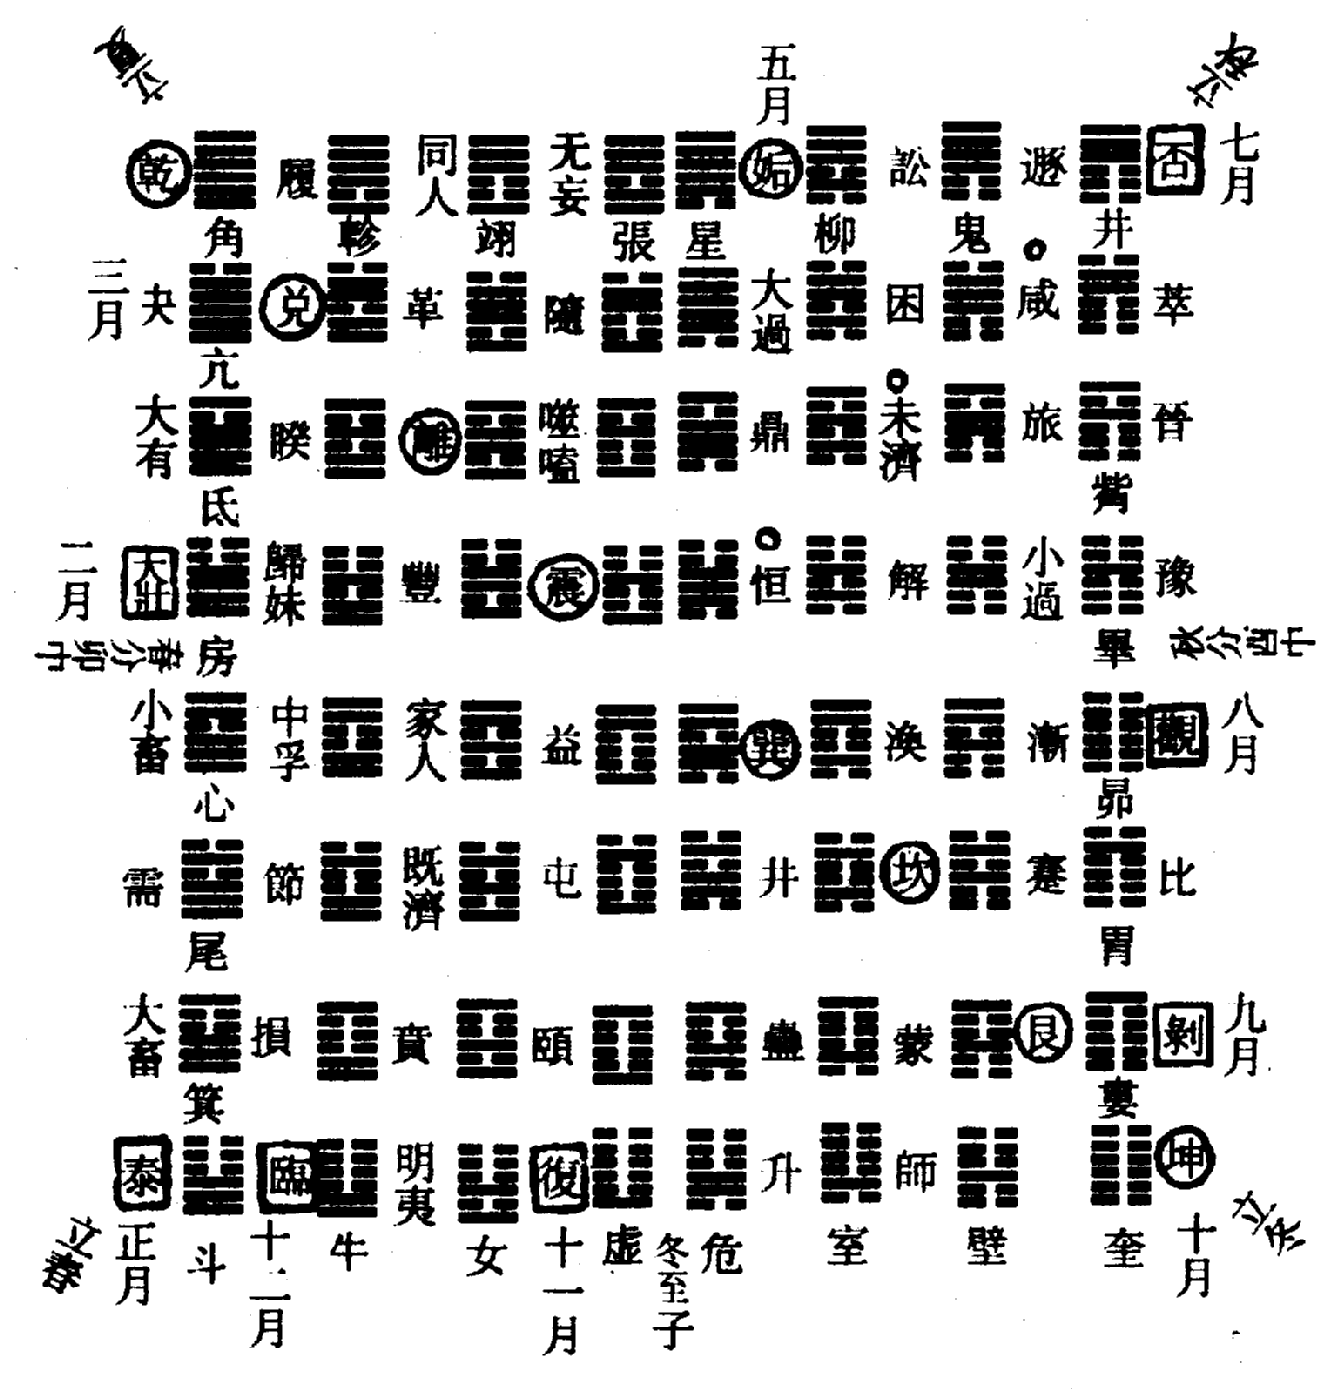 立夏
五月
立秋
乾 履 同人 无妄 姤 訟 遯 否 七月
角 軫 翊 張 星 柳 鬼 井
三月 夬 兌 革 隨 大過 困 咸 萃
亢
大有 睽 離 噬嗑 鼎 未濟 旅 晉
氐 觜
二月 大壯 歸妹 豐 震 恒 解 小過 豫
春分卯中 房 畢 秋分酉中
小畜 中孚 家人 益 巽 渙 漸 觀 八月
心 昴
需 節 既濟 屯 井 坎 蹇 比
尾 胃
大畜 損 賁 頤 蠱 蒙 艮 剝 九月
箕 婁
泰 臨 明夷 復 升 師 坤
立春 正月 斗 十二月 牛 女 十一月 虛 冬至子 危 室 壁 奎 十月 立冬